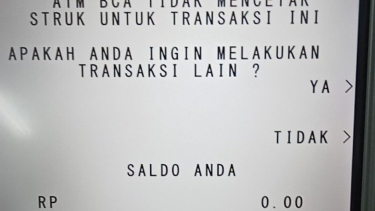 ATM BCA TIDAK MENCETAK
STRUK UNTUK TRANSAKSI INI
APAKAH ANDA INGIN MELAKUKAN
TRANSAKSI LAIN ?
YA >
TIDAK >
SALDO ANDA
RP 0.00